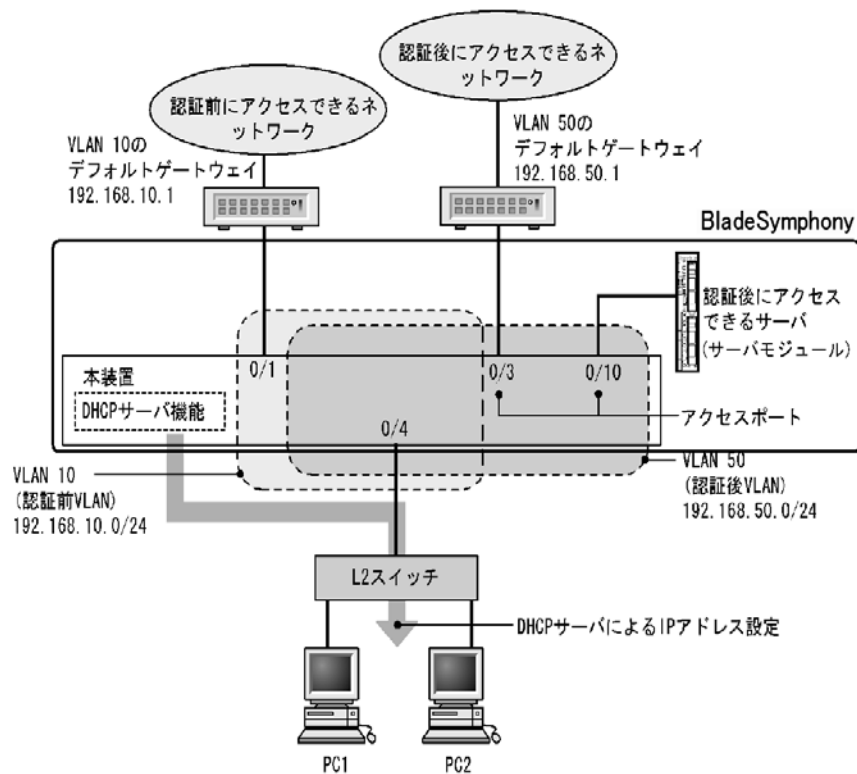 認証後にアクセスできるネ
ットワーク
認証前にアクセスできるネ
ットワーク
VLAN 10の
デフォルトゲートウェイ
192.168.10.1
VLAN 50の
デフォルトゲートウェイ
192.168.50.1
BladeSymphony
認証後にアクセス
できるサーバ
(サーバモジュール)
本装置
DHCPサーバ機能
0/1
0/3
0/10
0/4
アクセスポート
VLAN 10
(認証前VLAN)
192.168.10.0/24
VLAN 50
(認証後VLAN)
192.168.50.0/24
L2スイッチ
DHCPサーバによるIPアドレス設定
PC1
PC2